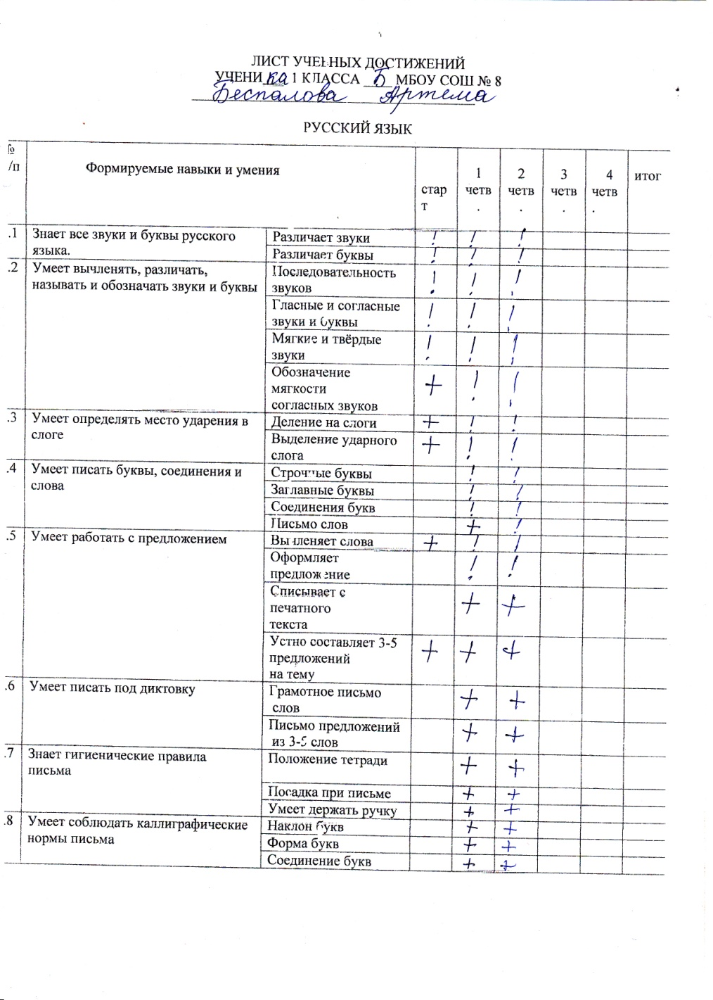 ЛИСТ УЧЕБНЫХ ДОСТИЖЕНИЙ
УЧЕНИка 1 КЛАССА Б МБОУ СОШ № 8
Беспалова Артема
РУССКИЙ ЯЗЫК
№ /п Формируемые навыки и умения стар т 1 четв . 2 четв . 3 четв . 4 четв . итог
.1 Знает все звуки и буквы русского языка. Различает звуки ! ! !
Различает буквы ! ! !
.2 Умеет вычленять, различать, называть и обозначать звуки и буквы Последовательность звуков ! ! !
Гласные и согласные звуки и буквы ! ! !
Мягкие и твёрдые звуки ! ! !
Обозначение мягкости согласных звуков + ! !
.3 Умеет определять место ударения в слоге Деление на слоги + ! !
Выделение ударного слога + ! !
.4 Умеет писать буквы, соединения и слова Строчные буквы ! !
Заглавные буквы ! !
Соединения букв ! !
Письмо слов + !
.5 Умеет работать с предложением Вычленяет слова + ! !
Оформляет предложение ! !
Списывает с печатного текста + +
Устно составляет 3-5 предложений на тему + + +
.6 Умеет писать под диктовку Грамотное письмо слов + +
Письмо предложений из 3-5 слов + +
.7 Знает гигиенические правила письма Положение тетради + +
Посадка при письме + +
Умеет держать ручку + +
.8 Умеет соблюдать каллиграфические нормы письма Наклон букв + +
Форма букв + +
Соединение букв + +